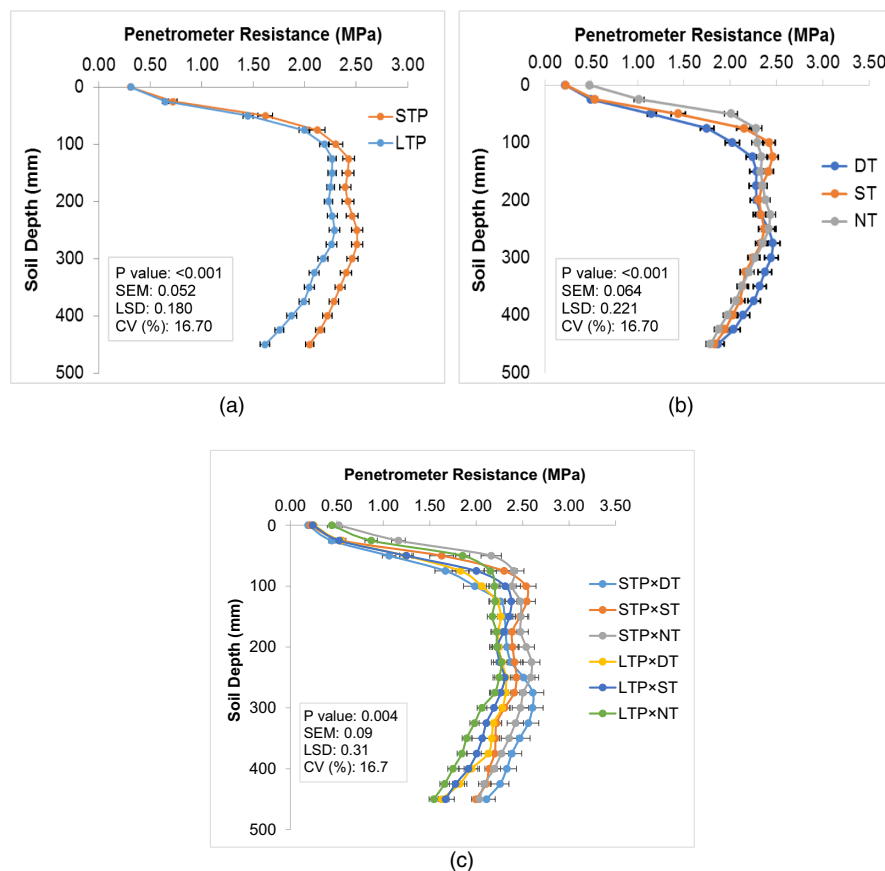 Penetrometer Resistance (MPa)
0.00 0.50 1.00 1.50 2.00 2.50 3.00
0
100
200
300
400
500
Soil Depth (mm)
STP
LTP
P value: <0.001
SEM: 0.052
LSD: 0.180
CV (%): 16.70
(a)
Penetrometer Resistance (MPa)
0.00 0.50 1.00 1.50 2.00 2.50 3.00
0
100
200
300
400
500
Soil Depth (mm)
DT
ST
NT
P value: <0.001
SEM: 0.064
LSD: 0.221
CV (%): 16.70
(b)
Penetrometer Resistance (MPa)
0.00 0.50 1.00 1.50 2.00 2.50 3.00 3.50
0
100
200
300
400
500
Soil Depth (mm)
STP×DT
STP×ST
STP×NT
LTP×DT
LTP×ST
LTP×NT
P value: 0.004
SEM: 0.09
LSD: 0.31
CV (%): 16.7
(c)